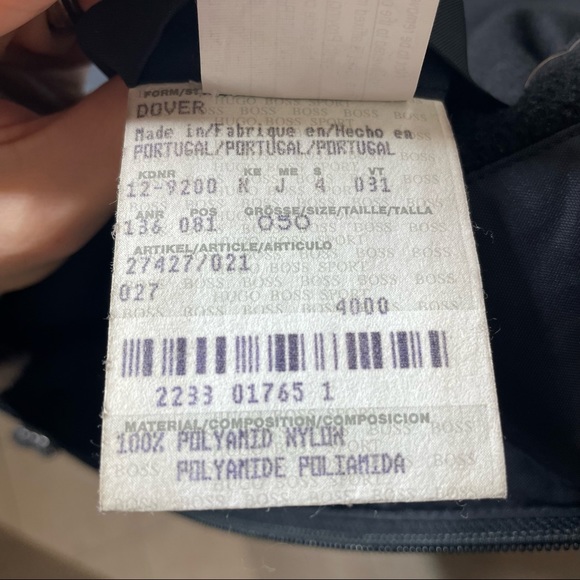 FORM/ST
DOVER
Made in/Fabrique en/Hecho en
PORTUGAL/PORTUGAL/PORTUGAL
KDNR KE ME S VT
12-9200 K J 4 031
ANR POS GRÖSSE/SIZE/TAILLE/TALLA
136 081 050
ARTIKEL/ARTICLE/ARTICULO
27427/021
027
4000
2233 01765 1
MATERIAL/COMPOSITION/COMPOSICION
100% POLYAMID NYLON
POLYAMIDE POLIAMIDA